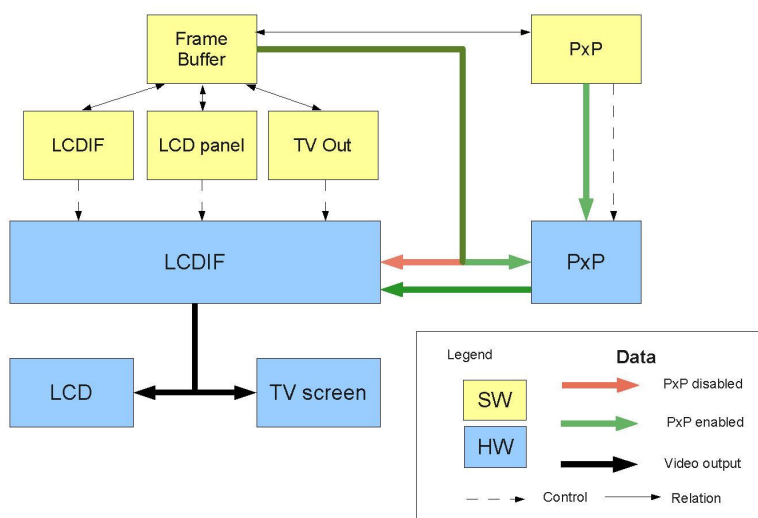 Frame
Buffer
PxP
LCDIF
LCD panel
TV Out
LCDIF
PxP
LCD
TV screen
Legend
Data
SW
HW
PxP disabled
PxP enabled
Video output
Control
Relation